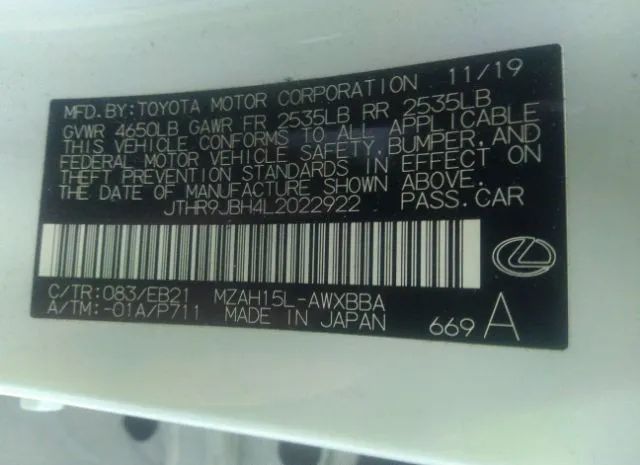 MFD. BY: TOYOTA MOTOR CORPORATION 11/19
GVWR 4650LB GAWR FR 2535LB RR 2535LB
THIS VEHICLE CONFORMS TO ALL APPLICABLE
FEDERAL MOTOR VEHICLE SAFETY, BUMPER, AND
THEFT PREVENTION STANDARDS IN EFFECT ON
THE DATE OF MANUFACTURE SHOWN ABOVE.
JTHR9JBH4L2022922 PASS. CAR
C/TR: 083/EB21 MZAH15L-AWXBBA
A/TM: -01A/P711 MADE IN JAPAN 669 A